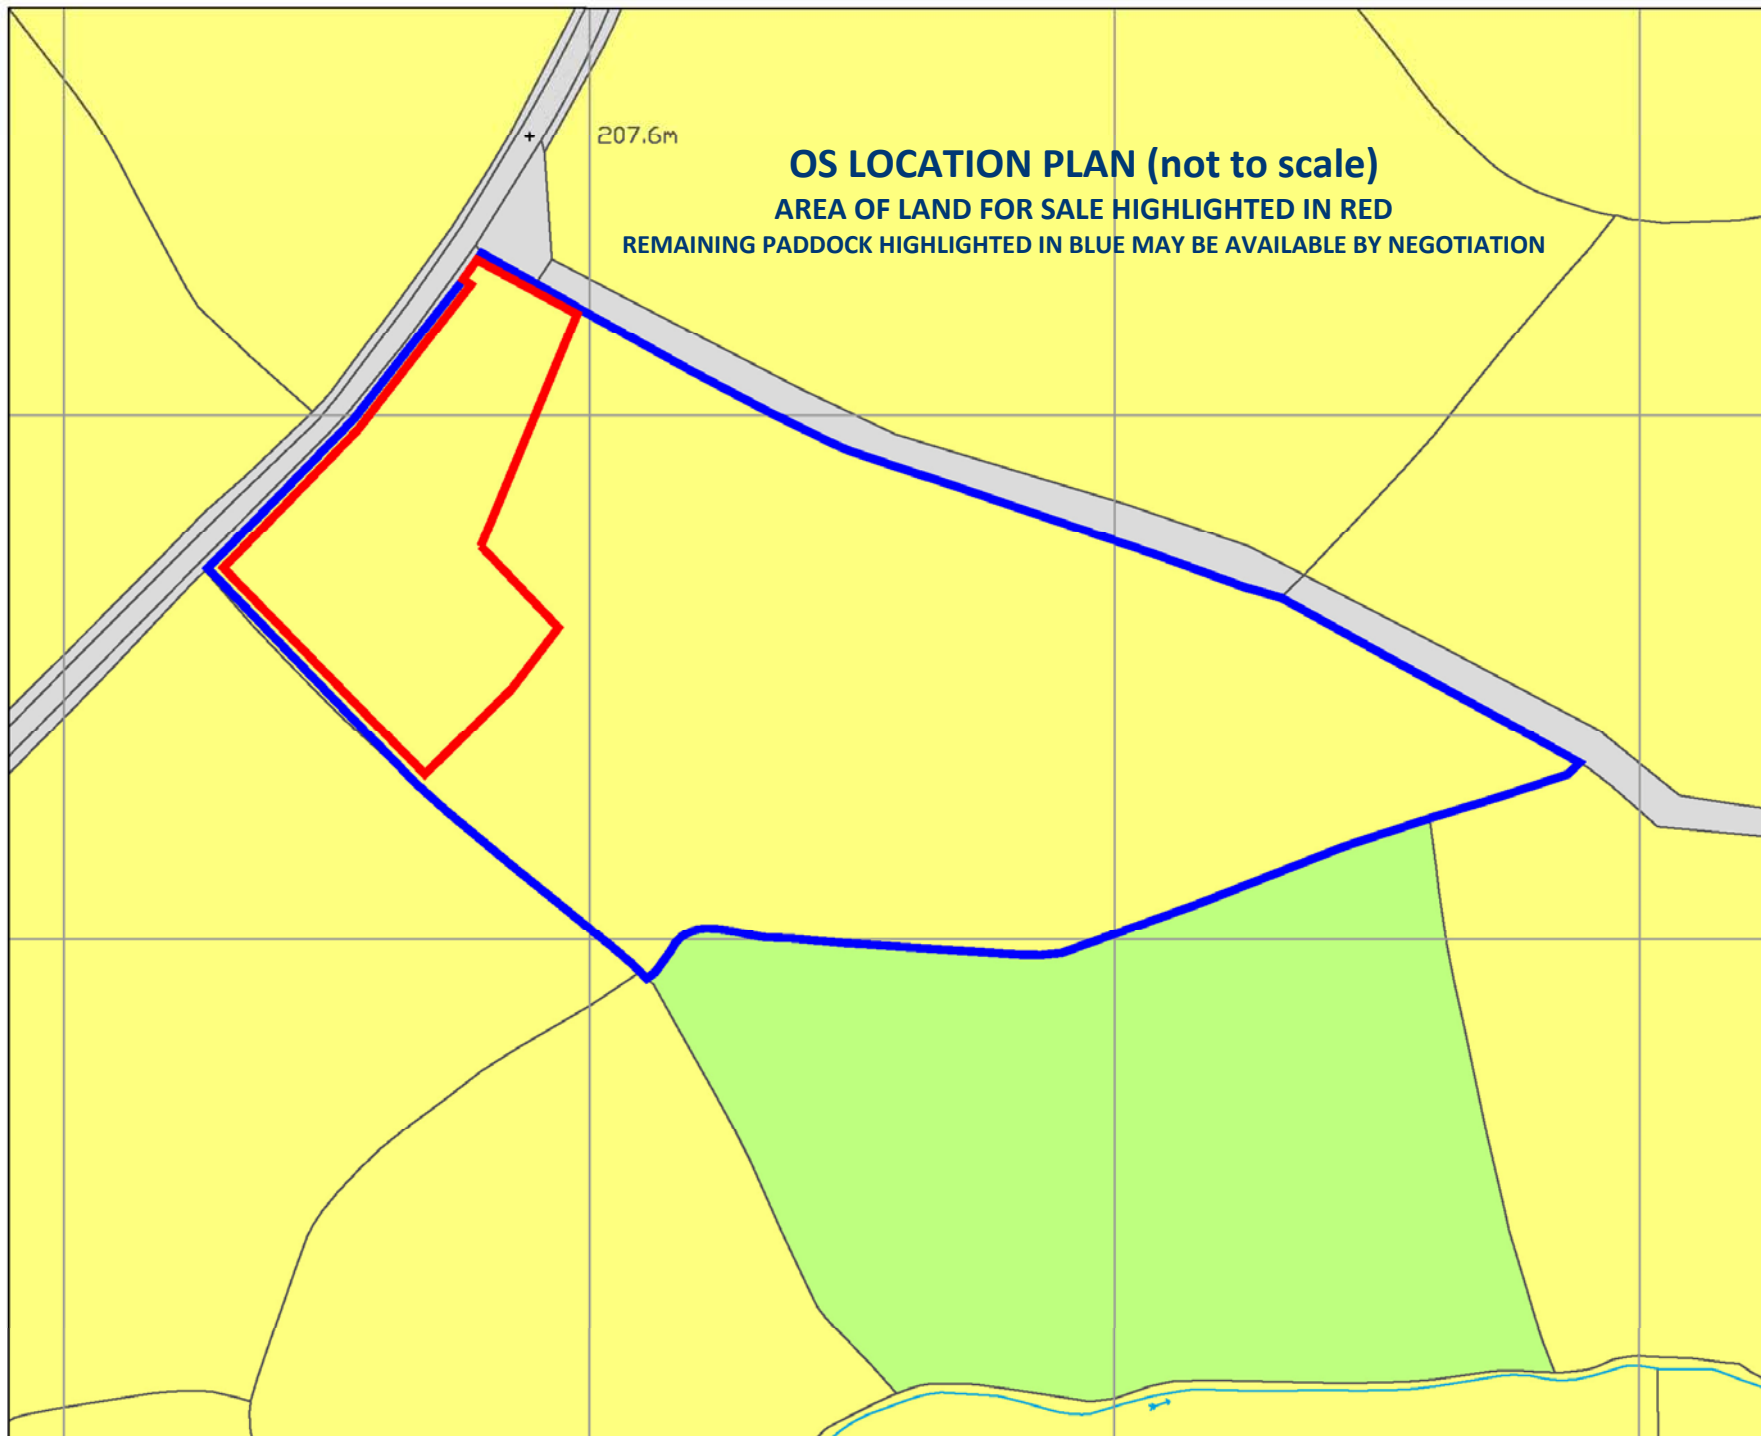 207.6m
OS LOCATION PLAN (not to scale)
AREA OF LAND FOR SALE HIGHLIGHTED IN RED
REMAINING PADDOCK HIGHLIGHTED IN BLUE MAY BE AVAILABLE BY NEGOTIATION